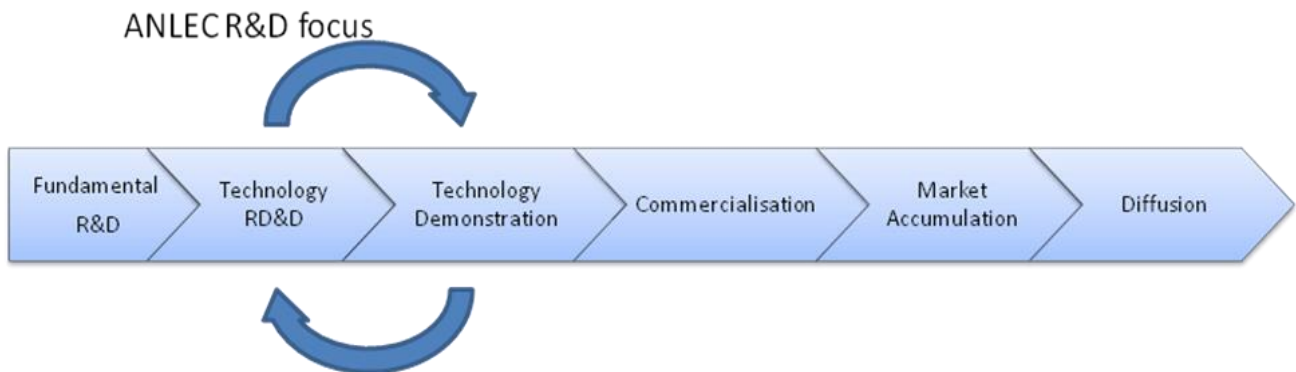 ANLEC R&D focus
Fundamental
R&D
Technology
RD&D
Technology
Demonstration
Commercialisation
Market
Accumulation
Diffusion